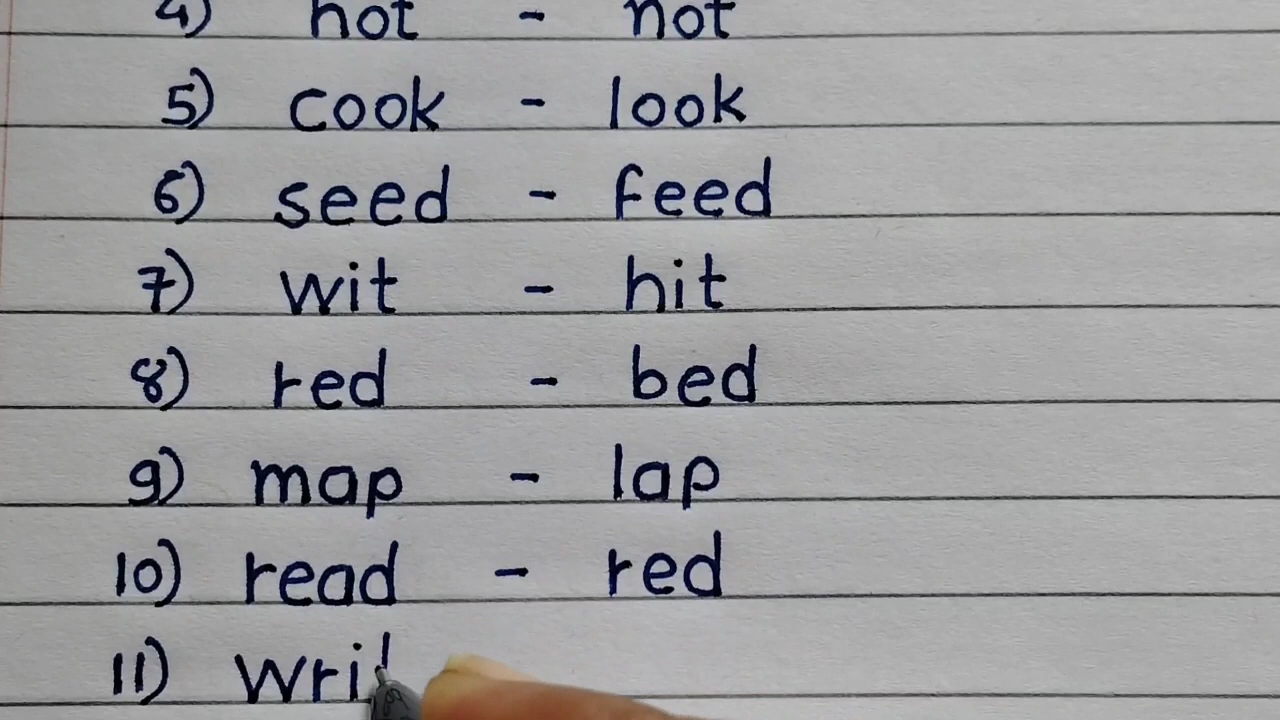 4) hot - not
5) cook - look
6) seed - feed
7) wit - hit
8) red - bed
9) map - lap
10) read - red
11) wri